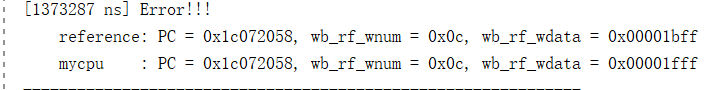 [1373287 ns] Error!!!
reference: PC = 0x1c072058, wb_rf_wnum = 0x0c, wb_rf_wdata = 0x00001bff
mycpu : PC = 0x1c072058, wb_rf_wnum = 0x0c, wb_rf_wdata = 0x00001fff
--------------------------------------------------------------